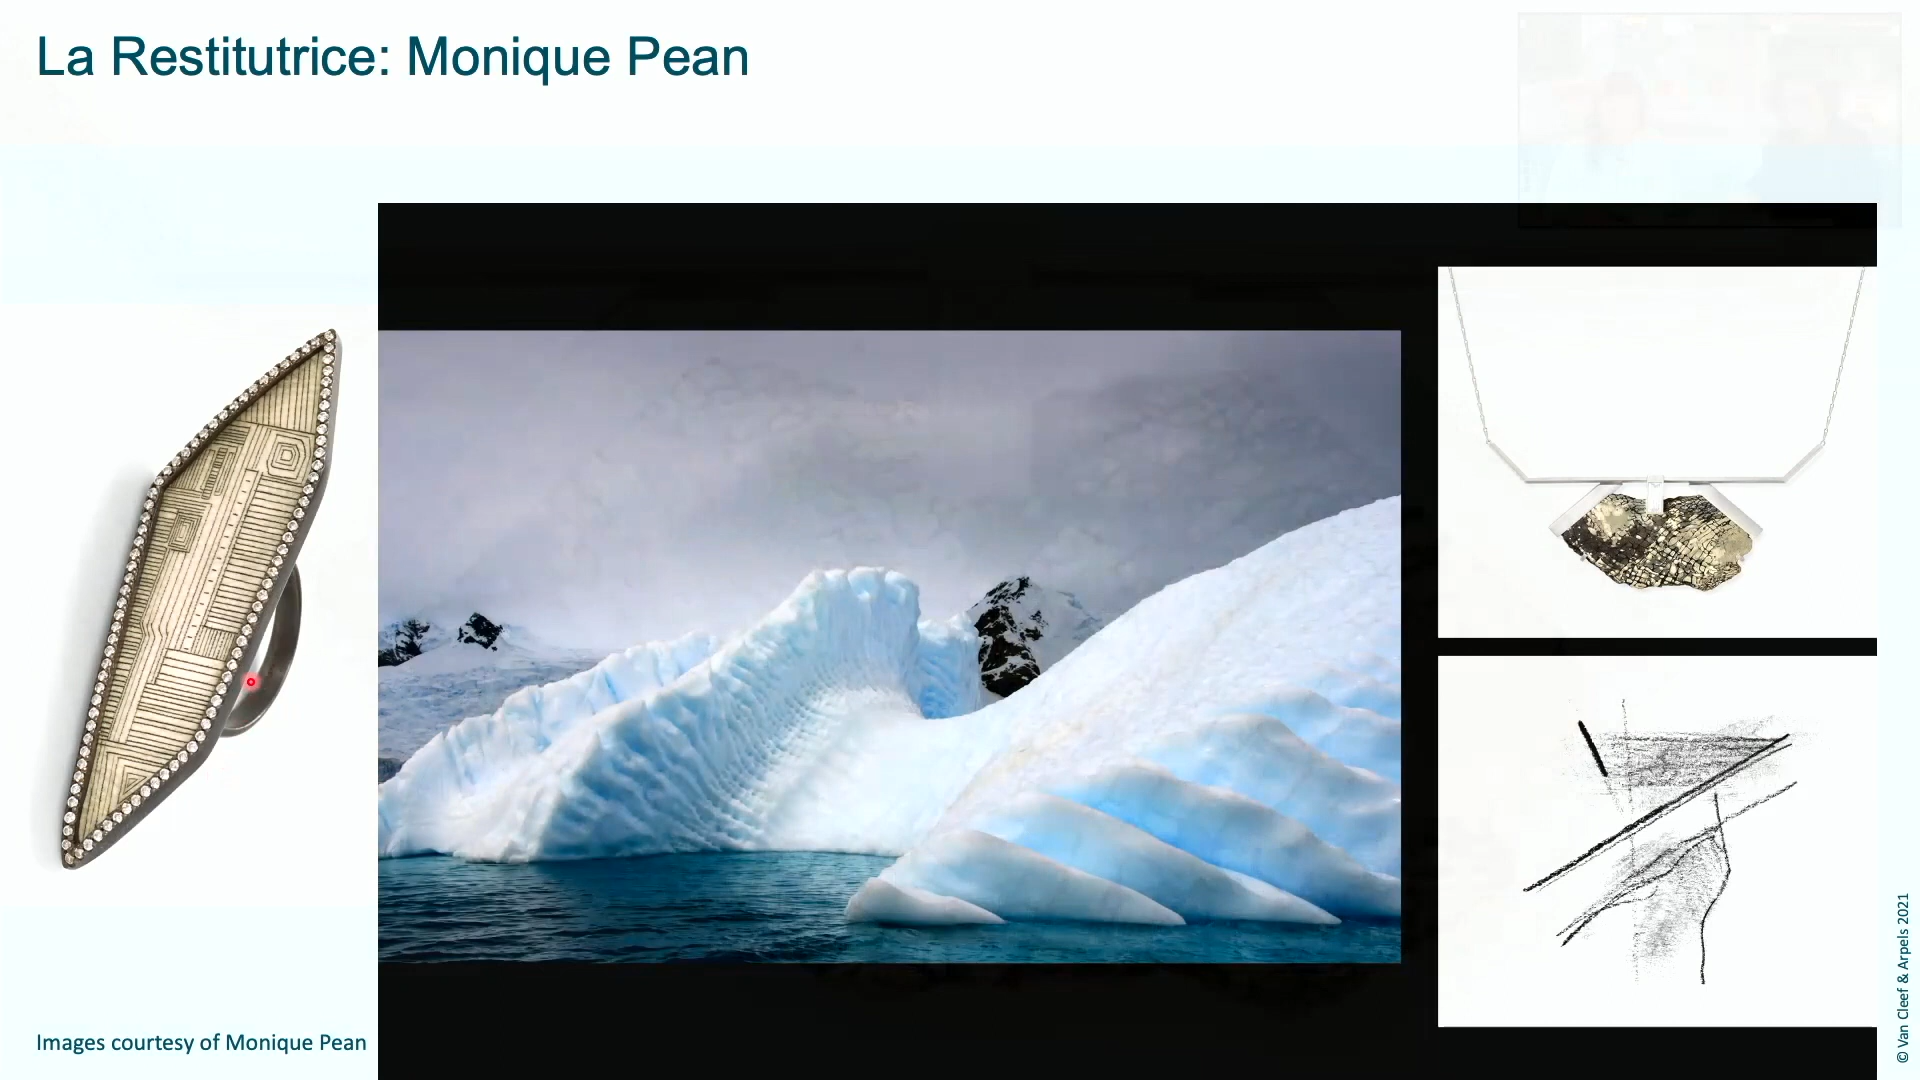 La Restitutrice: Monique Pean
Images courtesy of Monique Pean
© Van Cleef & Arpels 2021